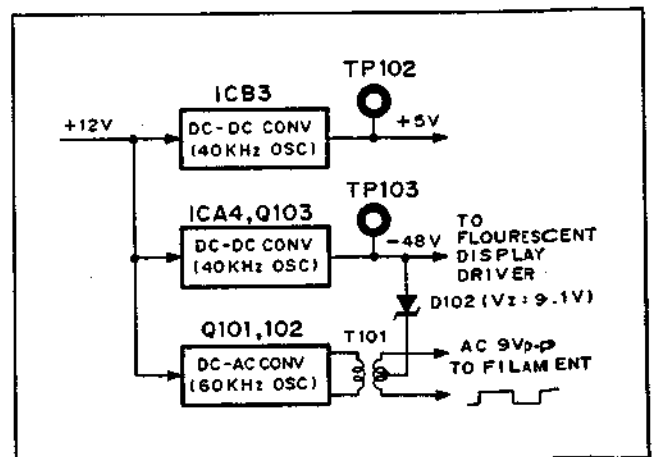 TP102
ICB3
+12V
DC-DC CONV
(40KHz OSC)
+5V
TP103
ICA4,Q103
DC-DC CONV
(40KHz OSC)
-48V
TO
FLOURESCENT
DISPLAY
DRIVER
D102 (Vz: 9.1V)
Q101,102
T101
DC-AC CONV
(60KHz OSC)
AC 9Vp-p
TO FILAMENT